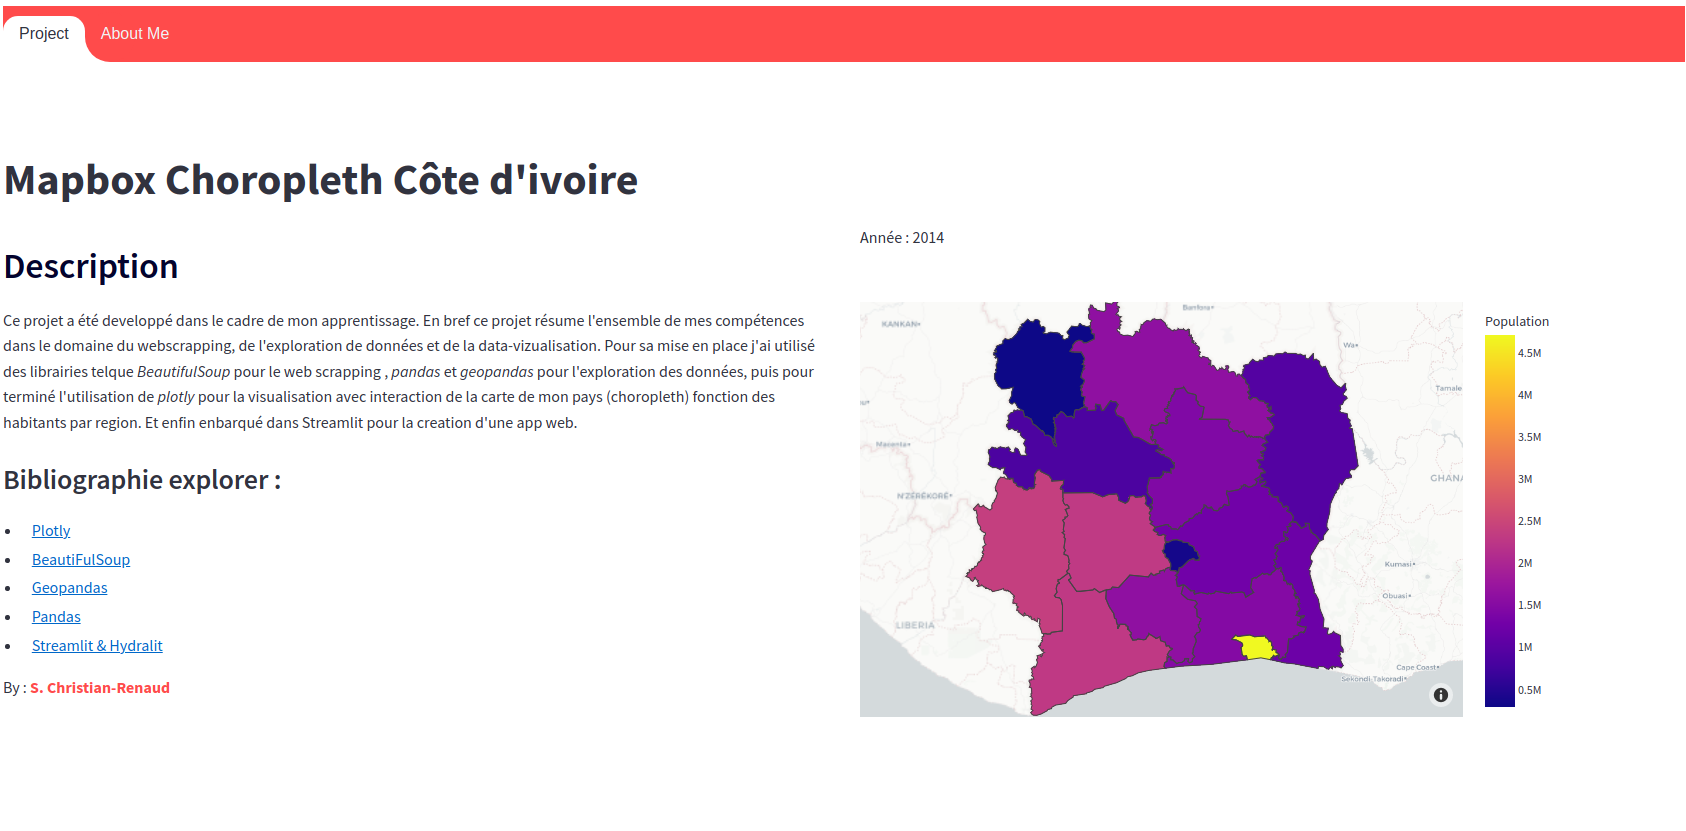 Project
About Me
Mapbox Choropleth Côte d'ivoire
Description
Ce projet a été developpé dans le cadre de mon apprentissage. En bref ce projet résume l'ensemble de mes compétences
dans le domaine du webscrapping, de l'exploration de données et de la data-vizualisation. Pour sa mise en place j'ai utilisé
des librairies telque BeautifulSoup pour le web scrapping , pandas et geopandas pour l'exploration des données, puis pour
terminé l'utilisation de plotly pour la visualisation avec interaction de la carte de mon pays (choropleth) fonction des
habitants par region. Et enfin enbarqué dans Streamlit pour la creation d'une app web.
Bibliographie explorer :
• Plotly
• BeautiFulSoup
• Geopandas
• Pandas
• Streamlit & Hydralit
By : S. Christian-Renaud
Année : 2014
KANKAN
Banfora
Wa
Tamale
Macenta
N'ZÉRÉKORÉ
GHANA
Kumasi
Obuasi
LIBERIA
Cape Coast
Sekondi-Takoradi
Population
4.5M
4M
3.5M
3M
2.5M
2M
1.5M
1M
0.5M